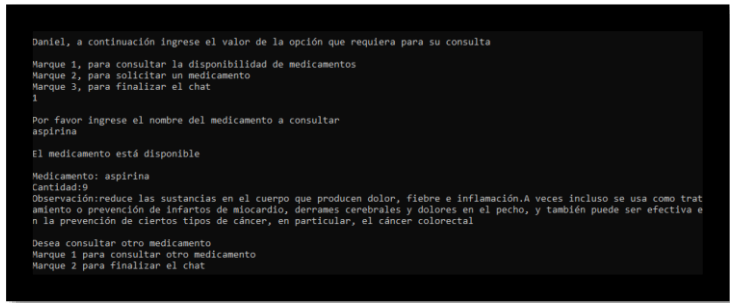 Daniel, a continuación ingrese el valor de la opción que requiera para su consulta
Marque 1, para consultar la disponibilidad de medicamentos
Marque 2, para solicitar un medicamento
Marque 3, para finalizar el chat
1
Por favor ingrese el nombre del medicamento a consultar
aspirina
El medicamento está disponible
Medicamento: aspirina
Cantidad:9
Observación:reduce las sustancias en el cuerpo que producen dolor, fiebre e inflamación.A veces incluso se usa como trat
amiento o prevención de infartos de miocardio, derrames cerebrales y dolores en el pecho, y también puede ser efectiva e
n la prevención de ciertos tipos de cáncer, en particular, el cáncer colorectal
Desea consultar otro medicamento
Marque 1 para consultar otro medicamento
Marque 2 para finalizar el chat